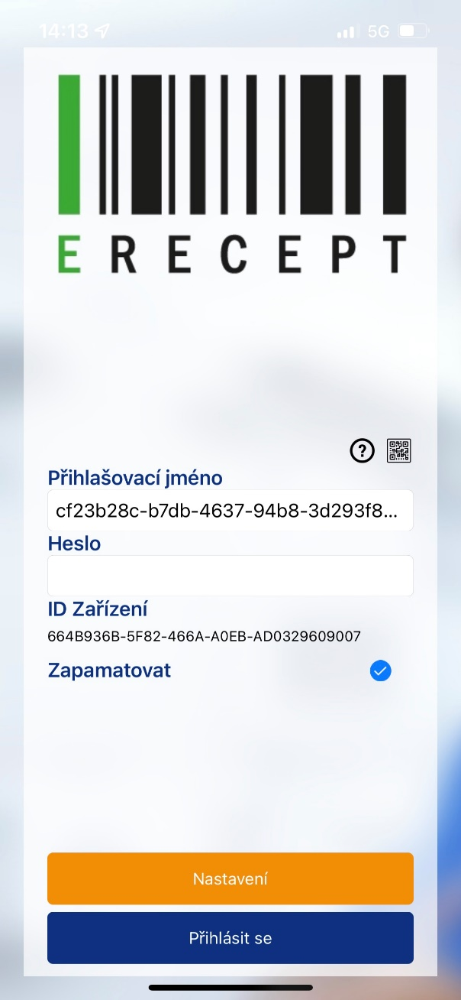 14:13
5G
ERECEPT
Přihlašovací jméno
cf23b28c-b7db-4637-94b8-3d293f8...
Heslo
ID Zařízení
664B936B-5F82-466A-A0EB-AD0329609007
Zapamatovat
Nastavení
Přihlásit se